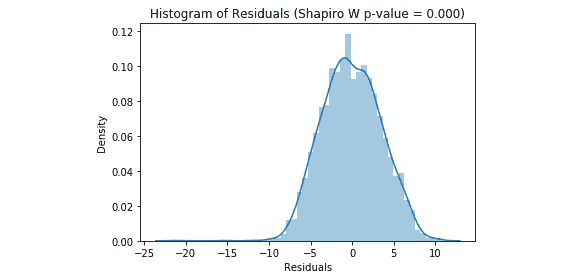 Histogram of Residuals (Shapiro W p-value = 0.000)
0.12
0.10
0.08
0.06
0.04
0.02
0.00
Density
−25 −20 −15 −10 −5 0 5 10
Residuals